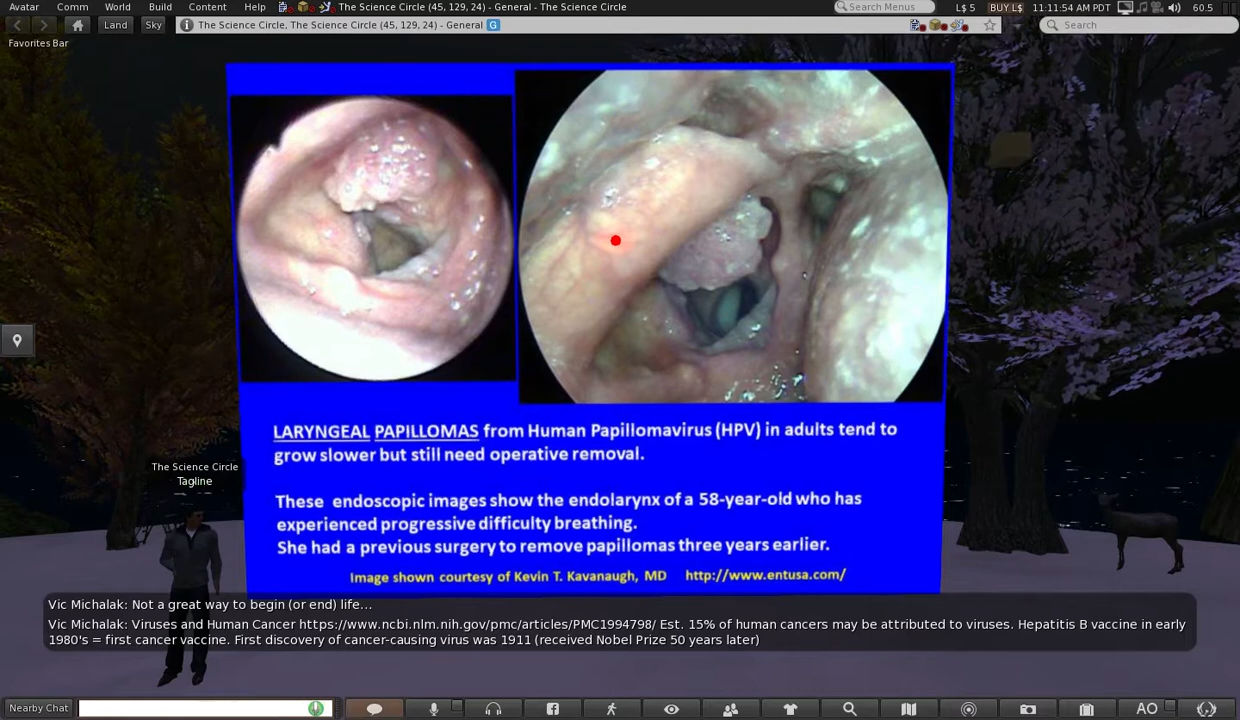 Avatar Comm World Build Content Help The Science Circle, The Science Circle (45, 129, 24) - General - The Science Circle Search Menus L$ 5 BUY L$ 11:11:54 AM PDT 60.5
Land Sky The Science Circle, The Science Circle (45, 129, 24) - General G Search
Favorites Bar
LARYNGEAL PAPILLOMAS from Human Papillomavirus (HPV) in adults tend to
grow slower but still need operative removal.
These endoscopic images show the endolarynx of a 58-year-old who has
experienced progressive difficulty breathing.
She had a previous surgery to remove papillomas three years earlier.
Image shown courtesy of Kevin T. Kavanaugh, MD http://www.entusa.com/
The Science Circle
Tagline
Vic Michalak: Not a great way to begin (or end) life...
Vic Michalak: Viruses and Human Cancer https://www.ncbi.nlm.nih.gov/pmc/articles/PMC1994798/ Est. 15% of human cancers may be attributed to viruses. Hepatitis B vaccine in early
1980's = first cancer vaccine. First discovery of cancer-causing virus was 1911 (received Nobel Prize 50 years later)
Nearby Chat AO